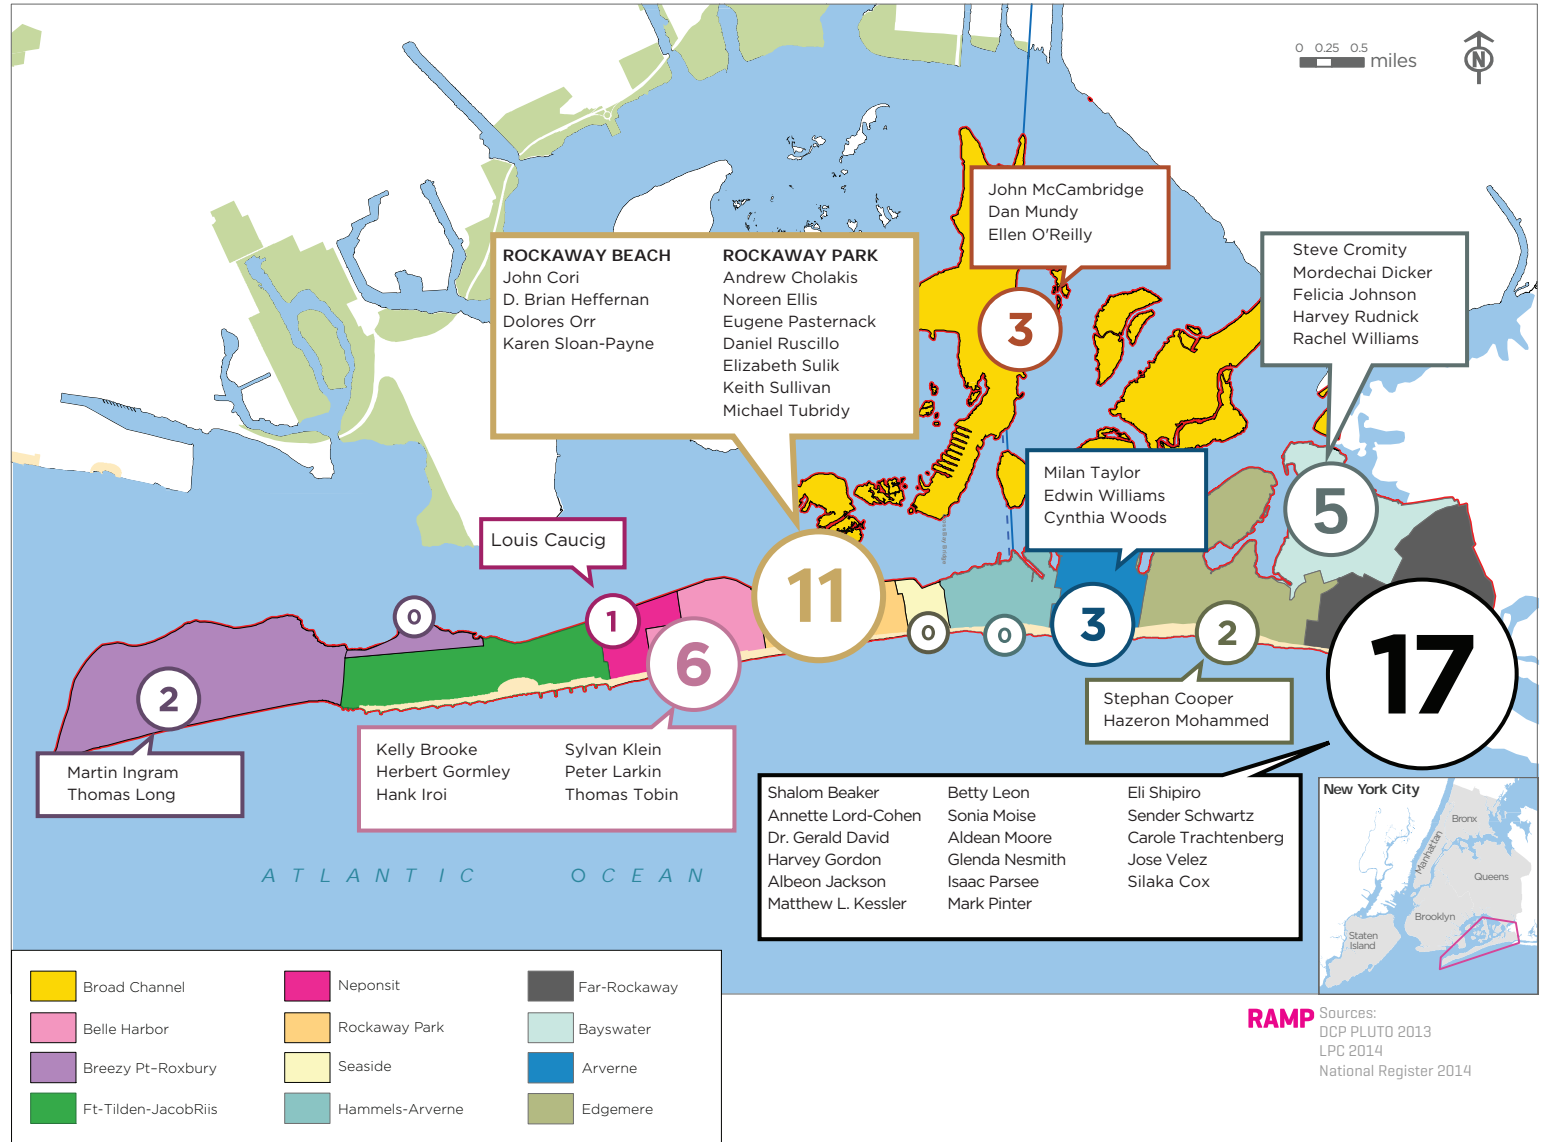 0 0.25 0.5
miles
N
John McCambridge
Dan Mundy
Ellen O'Reilly
3
ROCKAWAY BEACH
John Cori
D. Brian Heffernan
Dolores Orr
Karen Sloan-Payne
ROCKAWAY PARK
Andrew Cholakis
Noreen Ellis
Eugene Pasternack
Daniel Ruscillo
Elizabeth Sulik
Keith Sullivan
Michael Tubridy
11
Steve Cromity
Mordechai Dicker
Felicia Johnson
Harvey Rudnick
Rachel Williams
5
Milan Taylor
Edwin Williams
Cynthia Woods
3
Louis Caucig
1
0
2
Martin Ingram
Thomas Long
6
Kelly Brooke
Herbert Gormley
Hank Iroi
Sylvan Klein
Peter Larkin
Thomas Tobin
0
0
2
Stephan Cooper
Hazeron Mohammed
17
Shalom Beaker
Annette Lord-Cohen
Dr. Gerald David
Harvey Gordon
Albeon Jackson
Matthew L. Kessler
Betty Leon
Sonia Moise
Aldean Moore
Glenda Nesmith
Isaac Parsee
Mark Pinter
Eli Shipiro
Sender Schwartz
Carole Trachtenberg
Jose Velez
Silaka Cox
ATLANTIC OCEAN
New York City
Bronx
Manhattan
Queens
Brooklyn
Staten
Island
Broad Channel
Belle Harbor
Breezy Pt-Roxbury
Ft-Tilden-JacobRiis
Neponsit
Rockaway Park
Seaside
Hammels-Arverne
Far-Rockaway
Bayswater
Arverne
Edgemere
RAMP
Sources:
DCP PLUTO 2013
LPC 2014
National Register 2014